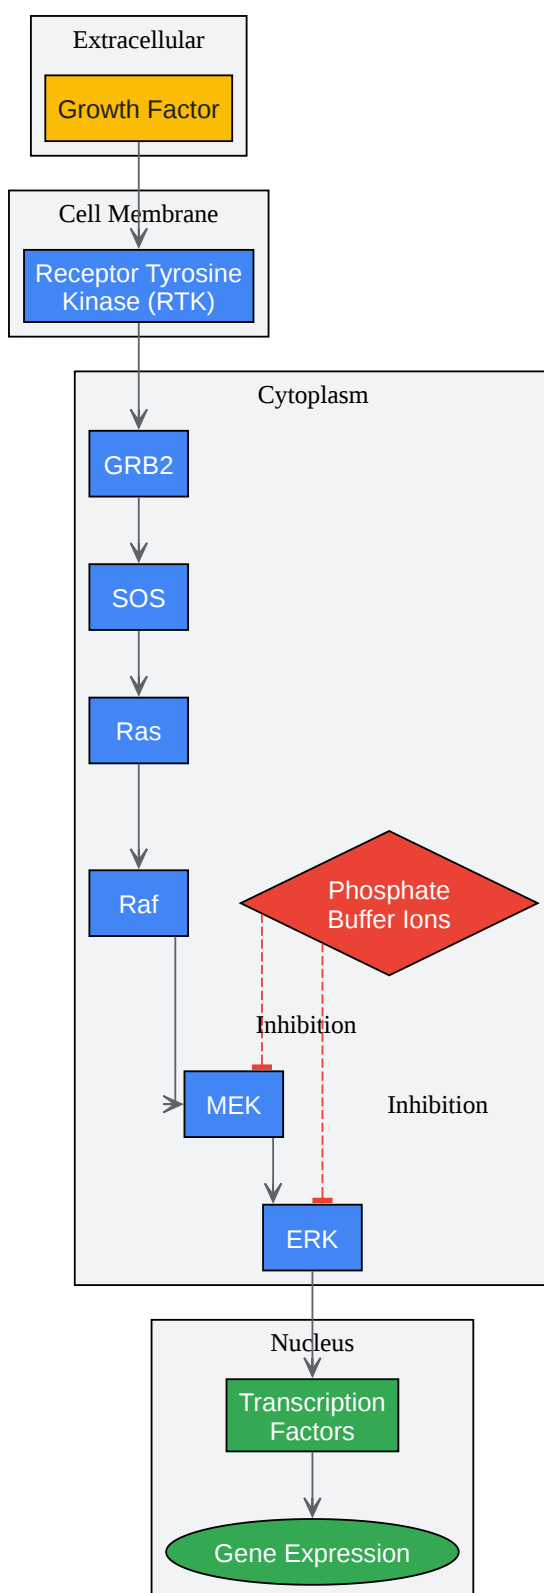 Extracellular
Growth Factor
Cell Membrane
Receptor Tyrosine
Kinase (RTK)
Cytoplasm
GRB2
SOS
Ras
Raf
Phosphate
Buffer Ions
Inhibition
MEK
Inhibition
ERK
Nucleus
Transcription
Factors
Gene Expression